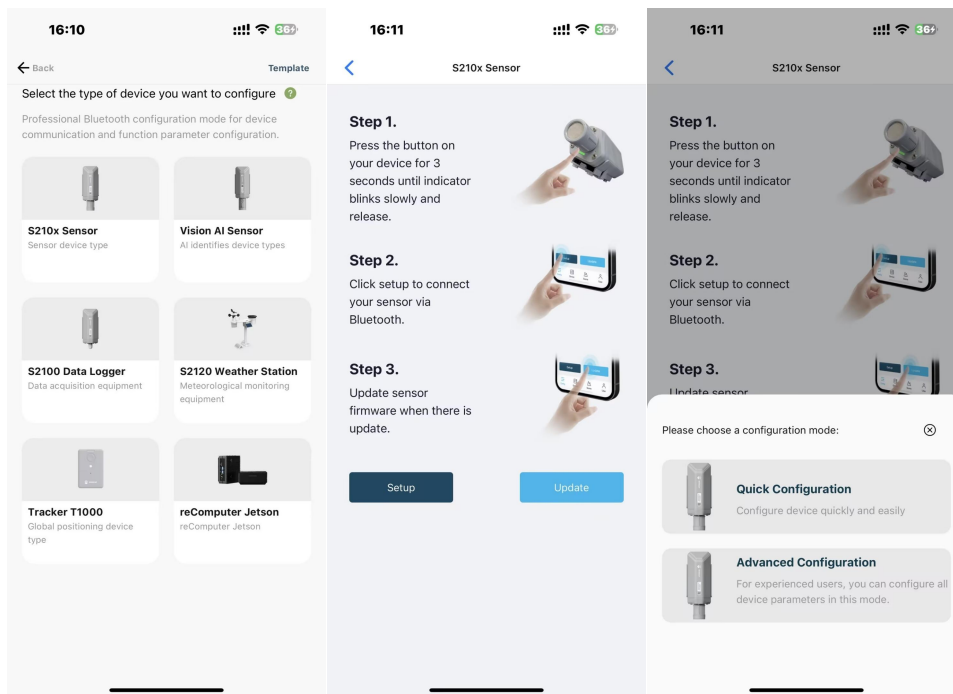 16:10
36
Back
Template
Select the type of device you want to configure ?
Professional Bluetooth configuration mode for device
communication and function parameter configuration.
S210x Sensor
Sensor device type
Vision AI Sensor
AI identifies device types
S2100 Data Logger
Data acquisition equipment
S2120 Weather Station
Meteorological monitoring
equipment
Tracker T1000
Global positioning device
type
reComputer Jetson
reComputer Jetson
16:11
36
S210x Sensor
Step 1.
Press the button on
your device for 3
seconds until indicator
blinks slowly and
release.
Step 2.
Click setup to connect
your sensor via
Bluetooth.
Step 3.
Update sensor
firmware when there is
update.
Setup
Update
16:11
36
S210x Sensor
Step 1.
Press the button on
your device for 3
seconds until indicator
blinks slowly and
release.
Step 2.
Click setup to connect
your sensor via
Bluetooth.
Step 3.
Update sensor
Please choose a configuration mode:
Quick Configuration
Configure device quickly and easily
Advanced Configuration
For experienced users, you can configure all
device parameters in this mode.